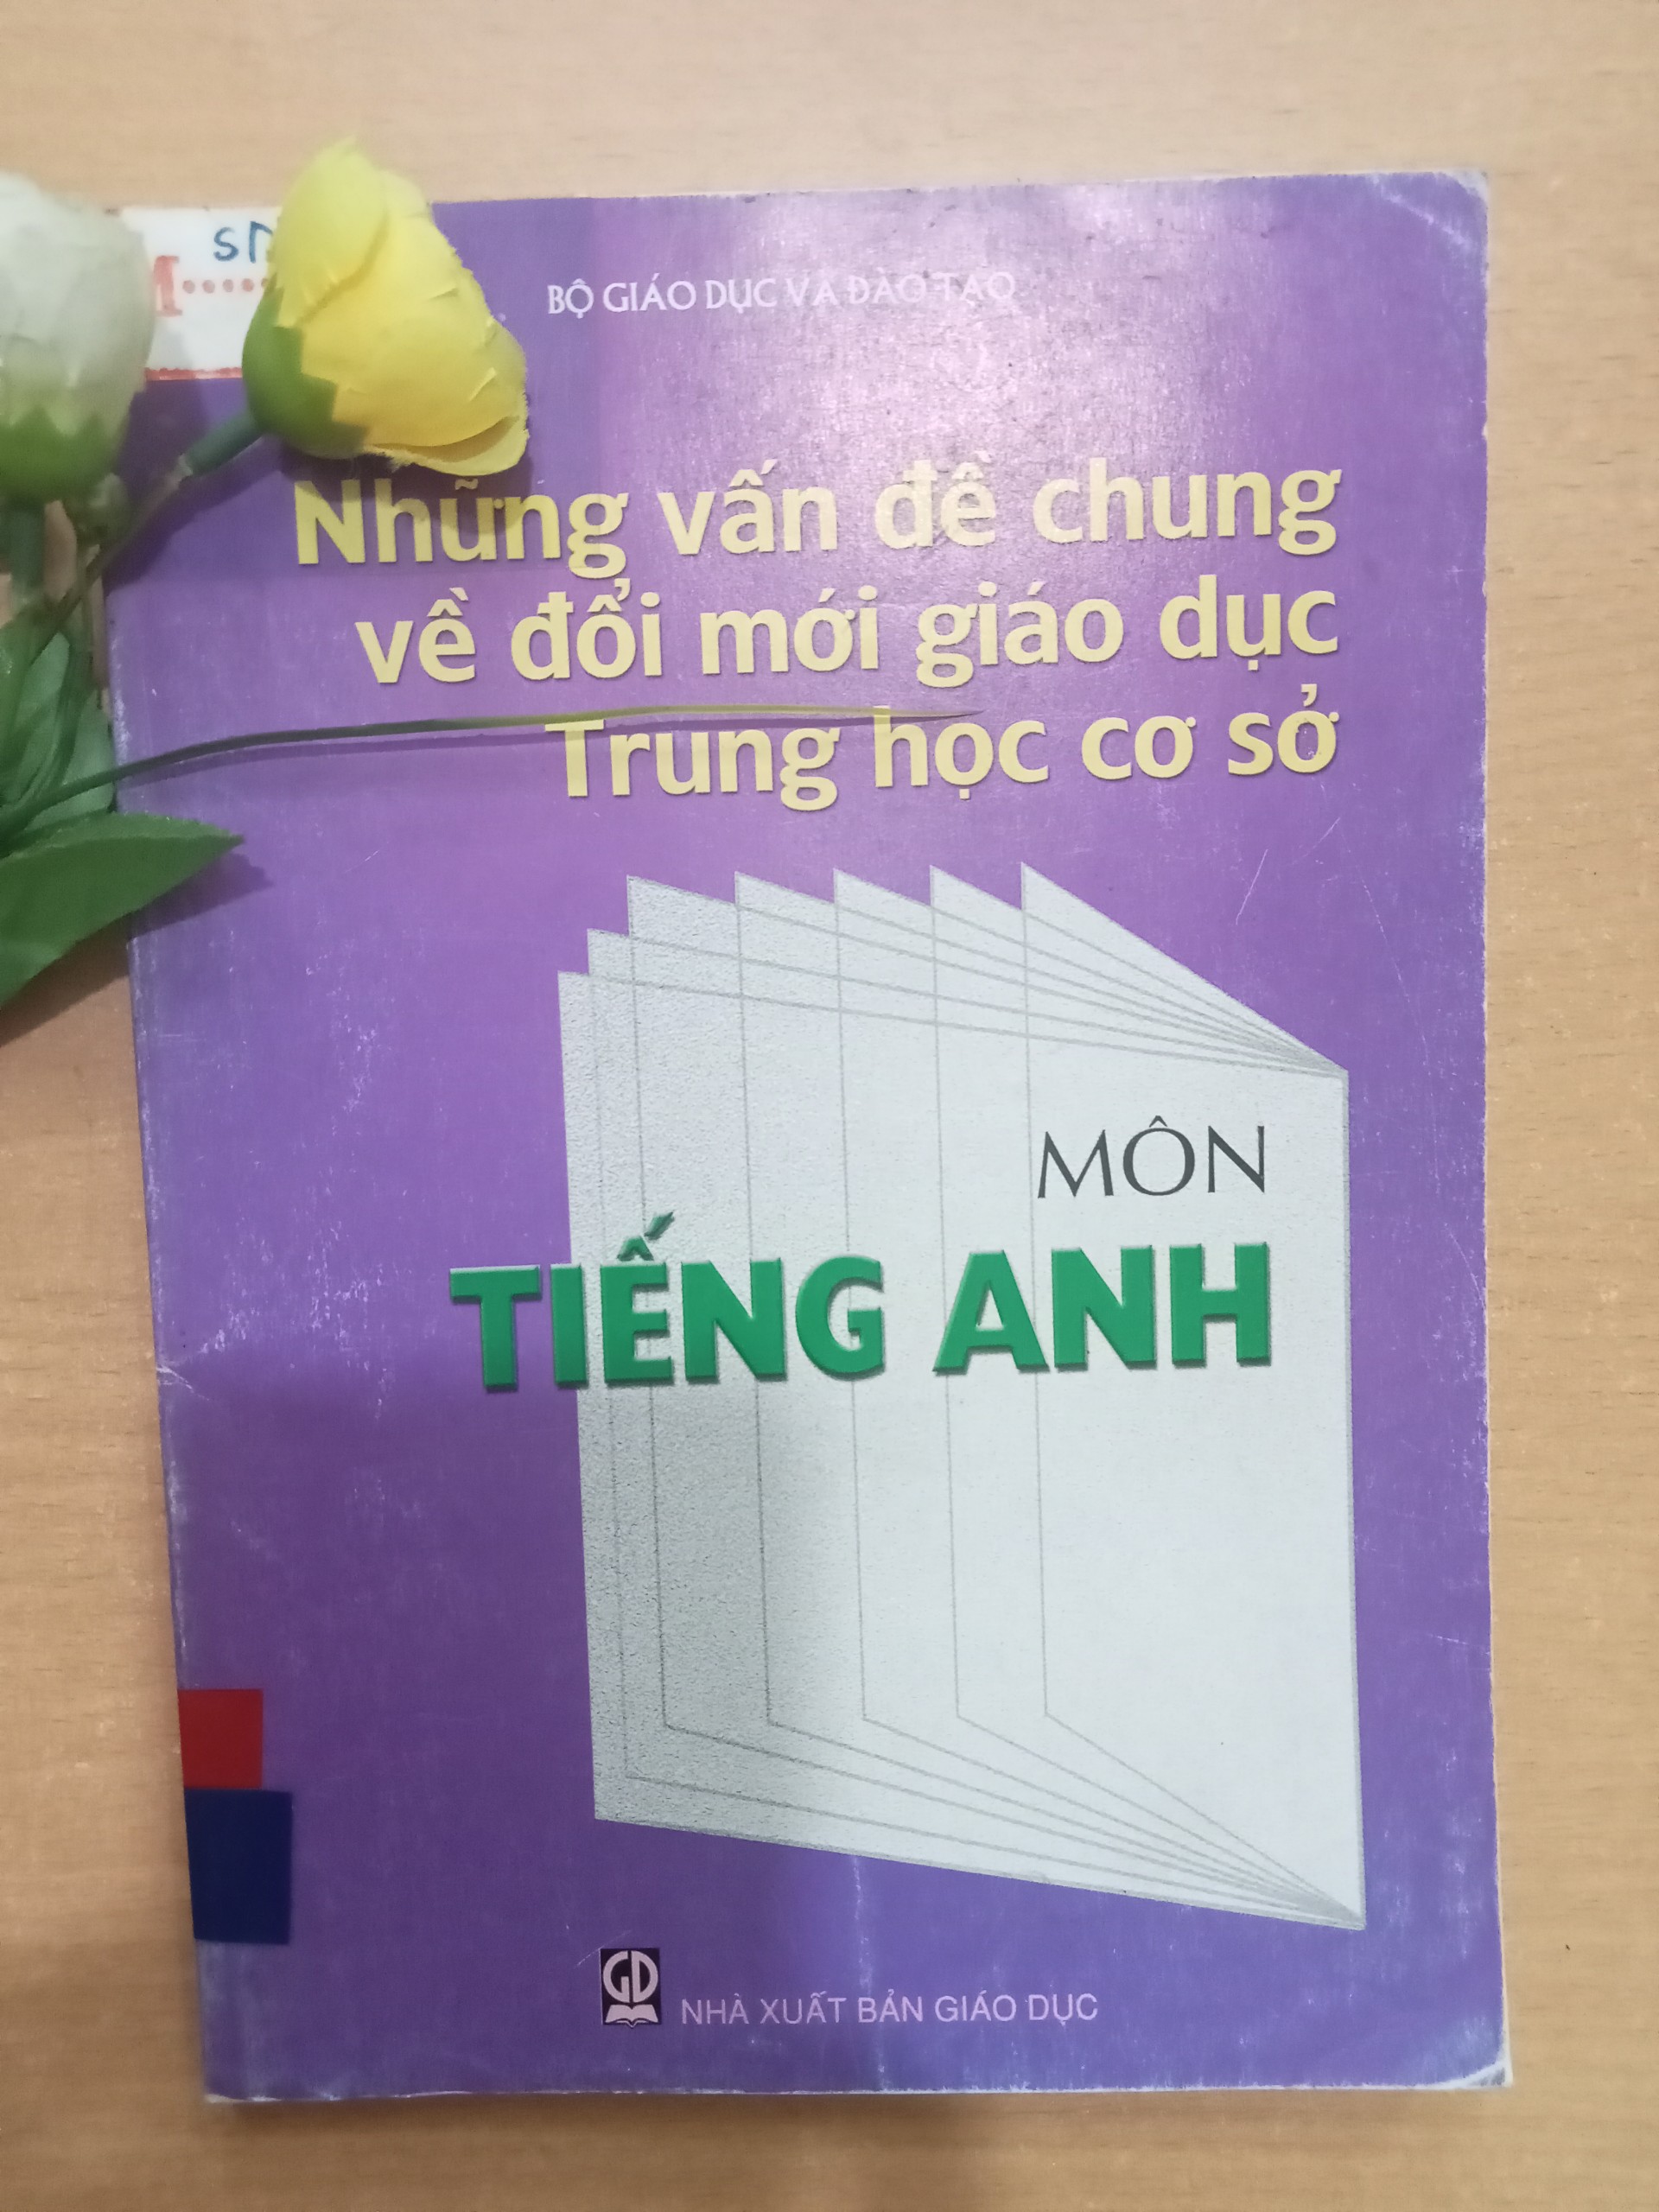 BỘ GIÁO DỤC VÀ ĐÀO TẠO
Những vấn đề chung
về đổi mới giáo dục
Trung học cơ sở
MÔN
TIẾNG ANH
GD
NHÀ XUẤT BẢN GIÁO DỤC